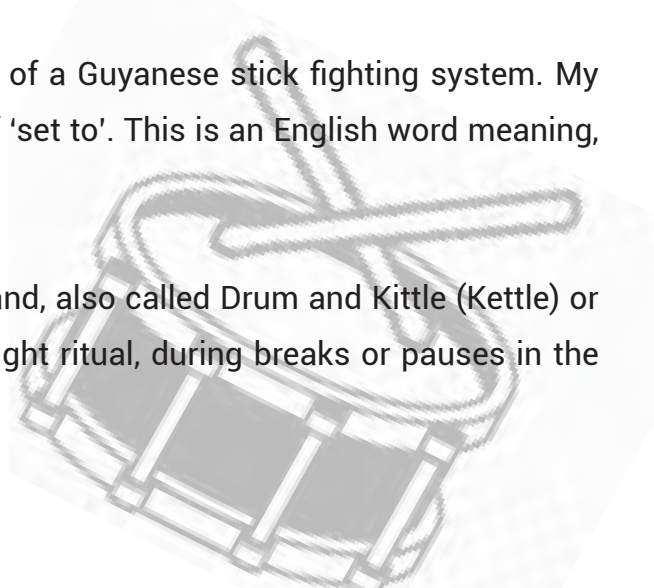 of a Guyanese stick fighting system. My
‘set to’. This is an English word meaning,
and, also called Drum and Kittle (Kettle) or
ght ritual, during breaks or pauses in the